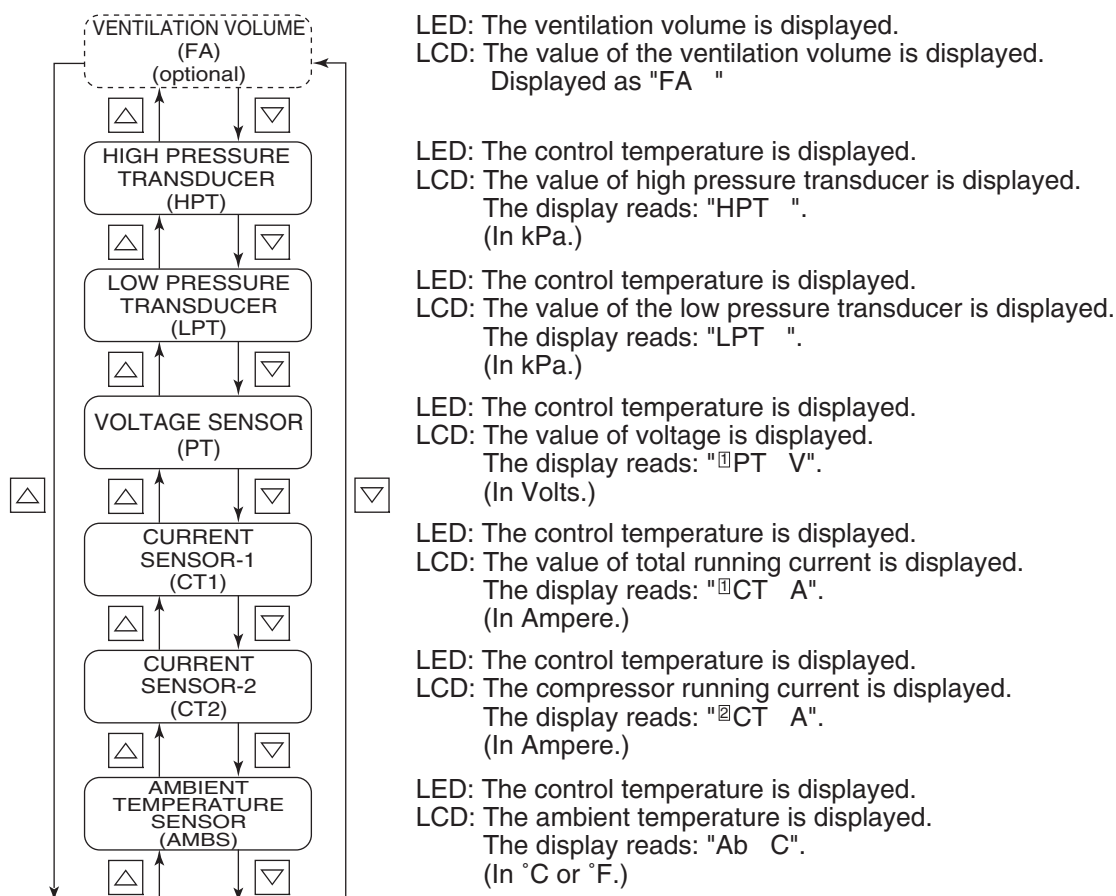 VENTILATION VOLUME
(FA)
(optional)
LED: The ventilation volume is displayed.
LCD: The value of the ventilation volume is displayed.
Displayed as "FA   "
HIGH PRESSURE
TRANSDUCER
(HPT)
LED: The control temperature is displayed.
LCD: The value of high pressure transducer is displayed.
The display reads: "HPT   ".
(In kPa.)
LOW PRESSURE
TRANSDUCER
(LPT)
LED: The control temperature is displayed.
LCD: The value of the low pressure transducer is displayed.
The display reads: "LPT   ".
(In kPa.)
VOLTAGE SENSOR
(PT)
LED: The control temperature is displayed.
LCD: The value of voltage is displayed.
The display reads: "1PT   V".
(In Volts.)
CURRENT
SENSOR-1
(CT1)
LED: The control temperature is displayed.
LCD: The value of total running current is displayed.
The display reads: "1CT   A".
(In Ampere.)
CURRENT
SENSOR-2
(CT2)
LED: The control temperature is displayed.
LCD: The compressor running current is displayed.
The display reads: "2CT   A".
(In Ampere.)
AMBIENT
TEMPERATURE
SENSOR
(AMBS)
LED: The control temperature is displayed.
LCD: The ambient temperature is displayed.
The display reads: "Ab   C".
(In ˚C or ˚F.)